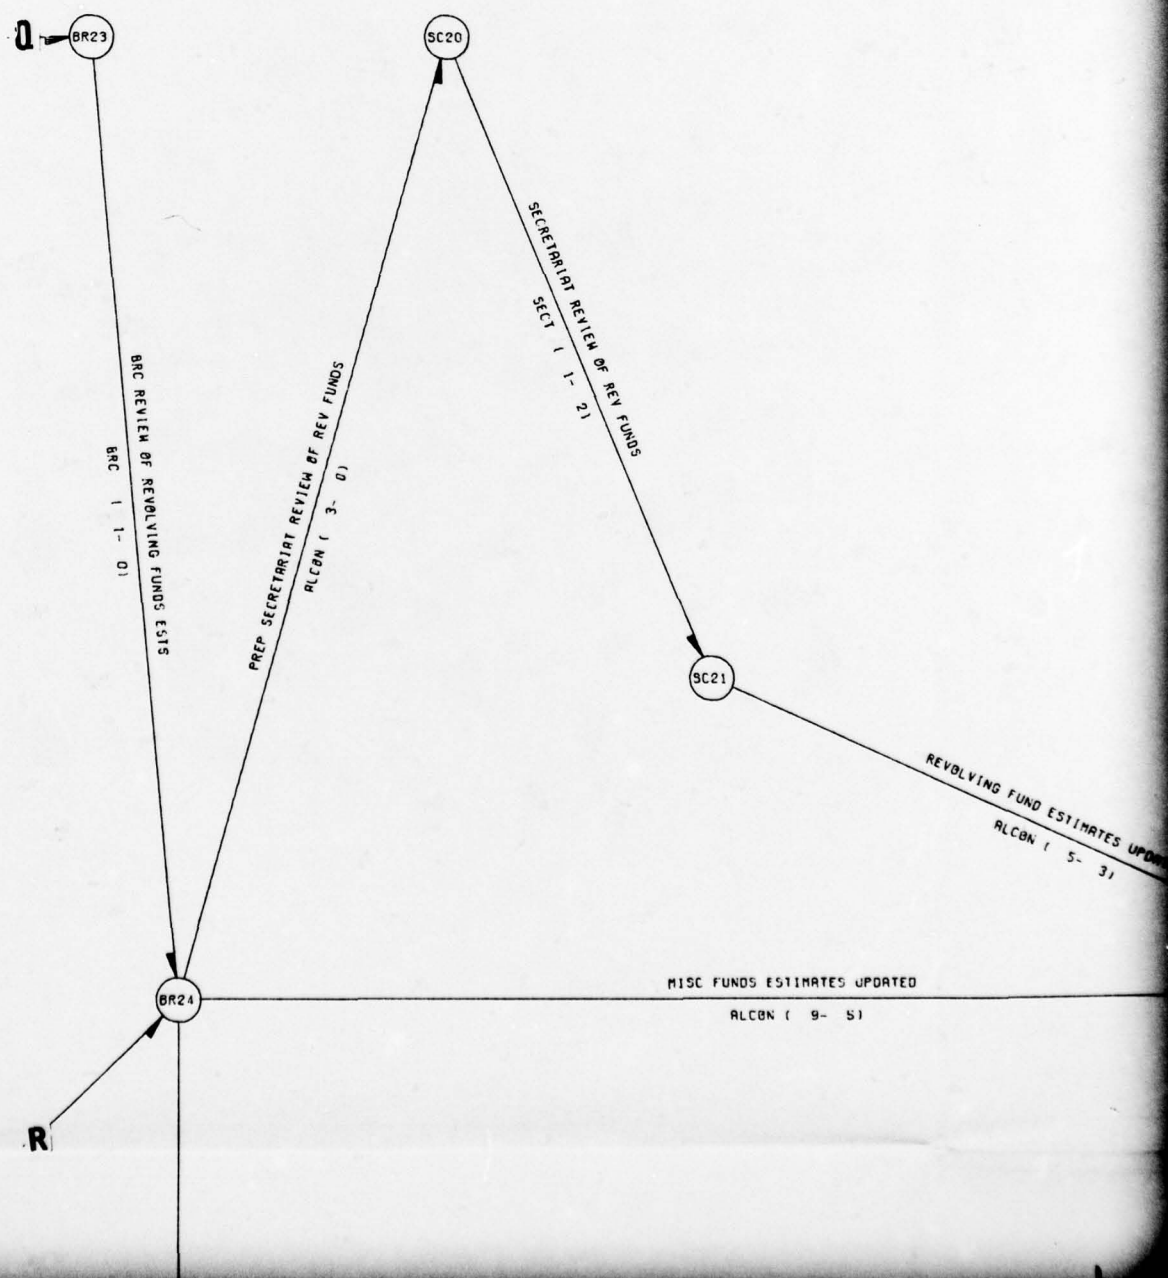 Q
BR23
SC20
SECRETARIAT REVIEW OF REV FUNDS
SECT ( 1- 2)
BRC REVIEW OF REVOLVING FUNDS ESTS
BRC ( 1- 0)
PREP SECRETARIAT REVIEW OF REV FUNDS
ALCON ( 3- 0)
SC21
REVOLVING FUND ESTIMATES
ALCON ( 5- 3)
BR24
MISC FUNDS ESTIMATES UPDATED
ALCON ( 9- 5)
R